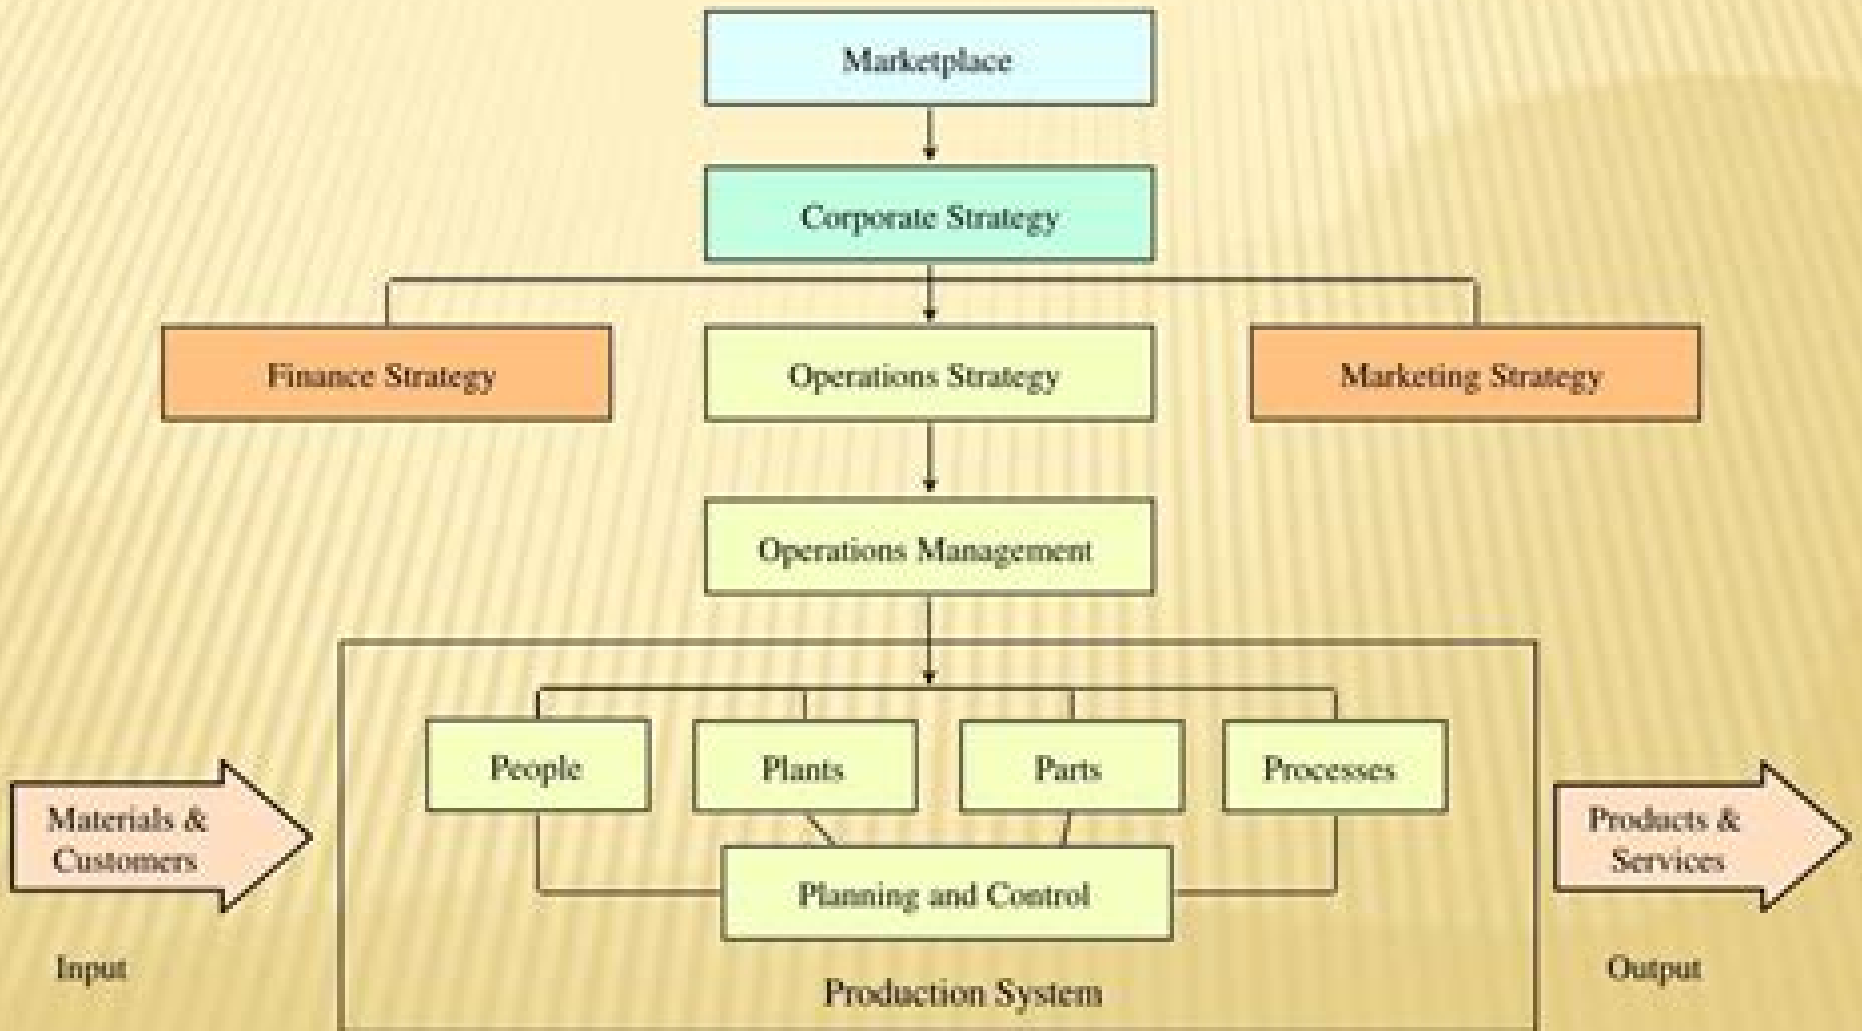 Marketplace
Corporate Strategy
Finance Strategy
Operations Strategy
Marketing Strategy
Operations Management
People
Plants
Parts
Processes
Materials &
Customers
Products &
Services
Planning and Control
Input
Output
Production System